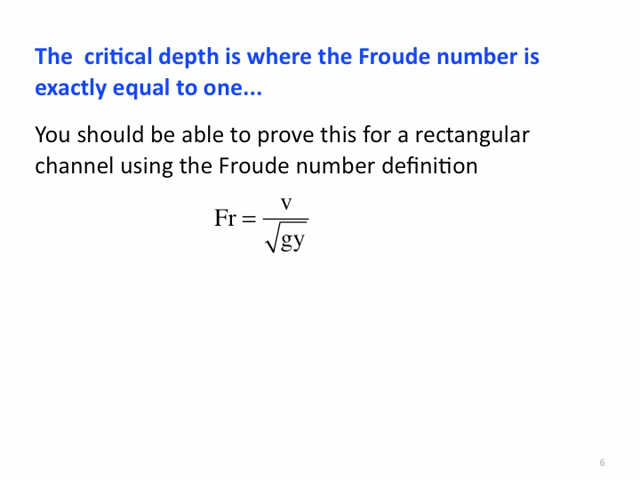 The  critical depth is where the Froude number is
exactly equal to one...
You should be able to prove this for a rectangular
channel using the Froude number definition
Fr = v / √gy
6